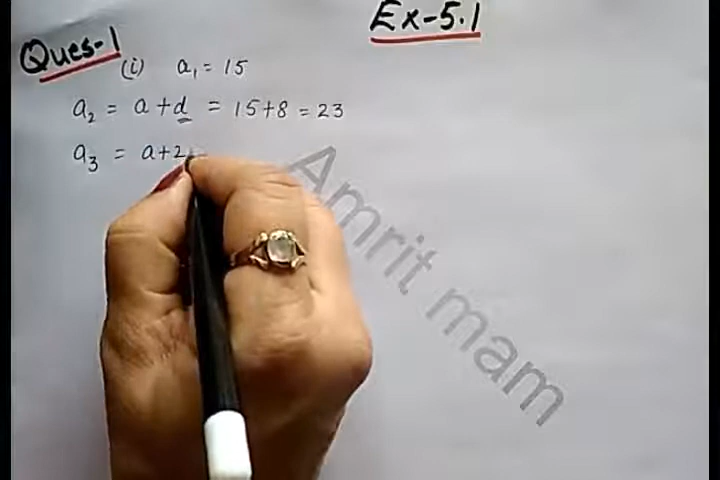 Ex-5.1
Ques-1
(i) a₁ = 15
a₂ = a + d = 15+8 = 23
a₃ = a+2
Amrit mam